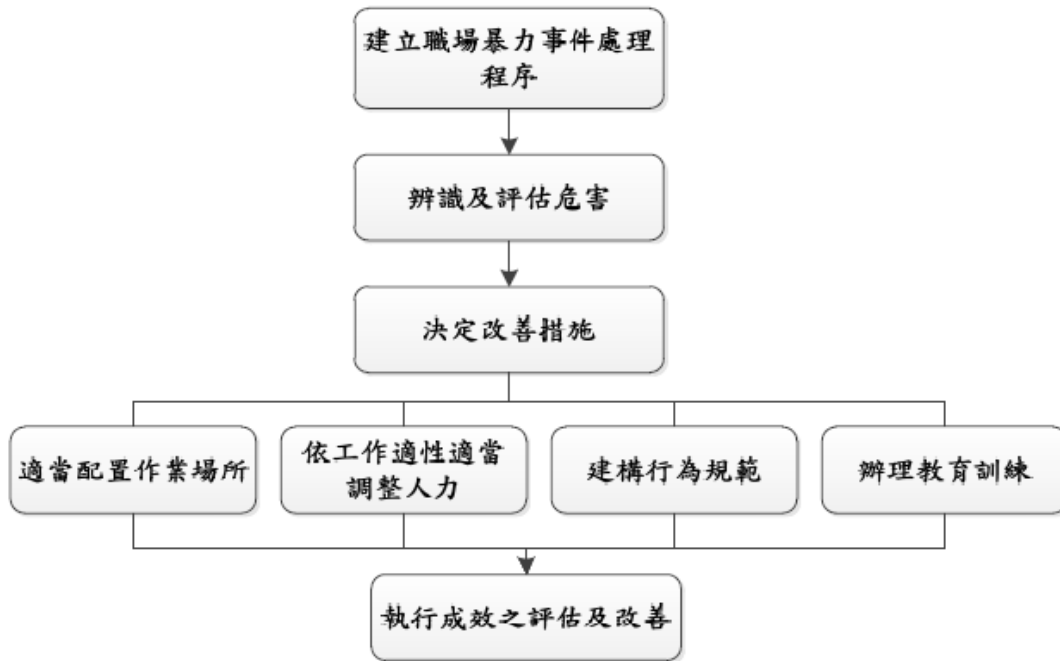 建立職場暴力事件處理
程序
辨識及評估危害
決定改善措施
適當配置作業場所
依工作適性適當
調整人力
建構行為規範
辦理教育訓練
執行成效之評估及改善